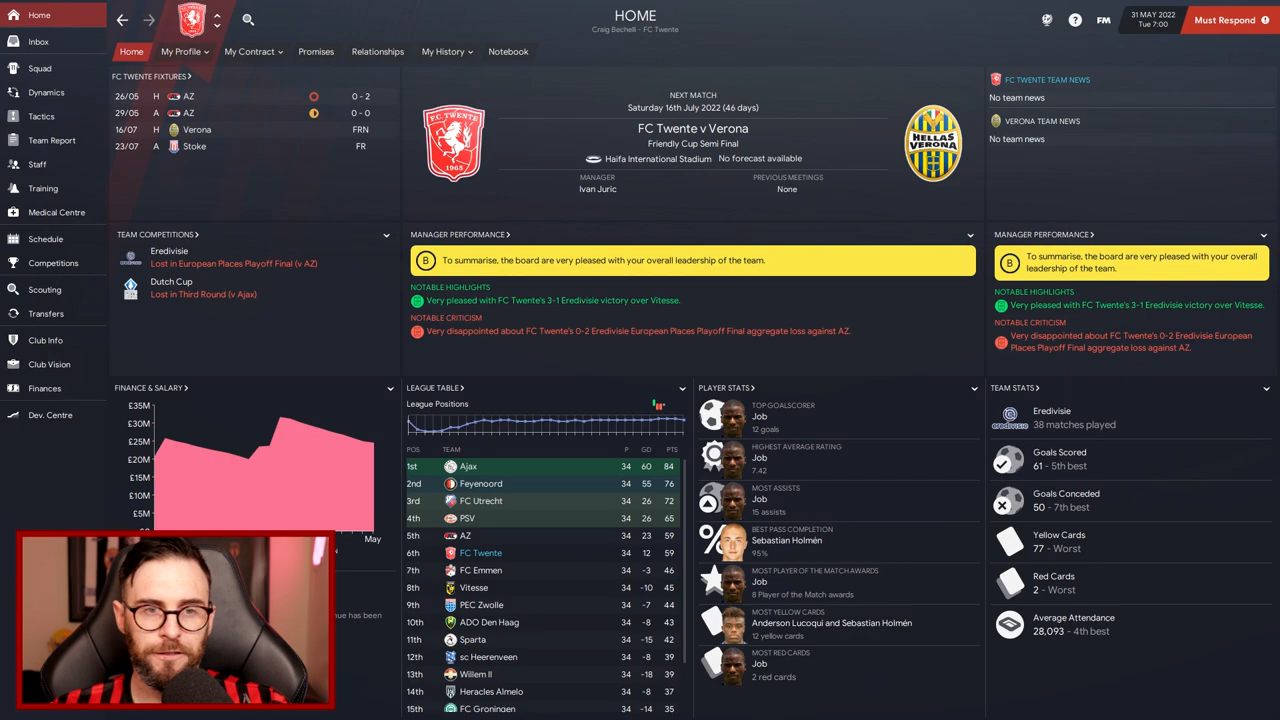 Home
Inbox
Squad
Dynamics
Tactics
Team Report
Staff
Training
Medical Centre
Schedule
Competitions
Scouting
Transfers
Club Info
Club Vision
Finances
Dev. Centre
HOME
Craig Bechelli - FC Twente
FM
31 MAY 2022
Tue 7:00
Must Respond
Home My Profile My Contract Promises Relationships My History Notebook
FC TWENTE FIXTURES
26/05 H AZ 0 - 2
29/05 A AZ 0 - 0
16/07 H Verona FRN
23/07 A Stoke FR
F.C. TWENTE
1965
NEXT MATCH
Saturday 16th July 2022 (46 days)
FC Twente v Verona
Friendly Cup Semi Final
Haifa International Stadium No forecast available
MANAGER
Ivan Juric
PREVIOUS MEETINGS
None
HELLAS
VERONA
FC TWENTE TEAM NEWS
No team news
VERONA TEAM NEWS
No team news
TEAM COMPETITIONS
Eredivisie
Lost in European Places Playoff Final (v AZ)
Dutch Cup
Lost in Third Round (v Ajax)
MANAGER PERFORMANCE
B To summarise, the board are very pleased with your overall leadership of the team.
NOTABLE HIGHLIGHTS
Very pleased with FC Twente's 3-1 Eredivisie victory over Vitesse.
NOTABLE CRITICISM
Very disappointed about FC Twente's 0-2 Eredivisie European Places Playoff Final aggregate loss against AZ.
MANAGER PERFORMANCE
B To summarise, the board are very pleased with your overall
leadership of the team.
NOTABLE HIGHLIGHTS
Very pleased with FC Twente's 3-1 Eredivisie victory over Vitesse.
NOTABLE CRITICISM
Very disappointed about FC Twente's 0-2 Eredivisie European
Places Playoff Final aggregate loss against AZ.
FINANCE & SALARY
£35M
£30M
£25M
£20M
£15M
£10M
£5M
May
nue has been
LEAGUE TABLE
League Positions
POS TEAM P GD PTS
1st Ajax 34 60 84
2nd Feyenoord 34 55 76
3rd FC Utrecht 34 26 72
4th PSV 34 26 65
5th AZ 34 23 59
6th FC Twente 34 12 59
7th FC Emmen 34 -3 46
8th Vitesse 34 -10 45
9th PEC Zwolle 34 -7 44
10th ADO Den Haag 34 -8 43
11th Sparta 34 -15 42
12th sc Heerenveen 34 -8 39
13th Willem II 34 -18 39
14th Heracles Almelo 34 -8 37
15th FC Groningen 34 -14 35
PLAYER STATS
TOP GOALSCORER
Job
12 goals
HIGHEST AVERAGE RATING
Job
7.42
MOST ASSISTS
Job
15 assists
BEST PASS COMPLETION
Sebastian Holmén
95%
MOST PLAYER OF THE MATCH AWARDS
Job
8 Player of the Match awards
MOST YELLOW CARDS
Anderson Lucoqui and Sebastian Holmén
12 yellow cards
MOST RED CARDS
Job
2 red cards
TEAM STATS
Eredivisie
38 matches played
Goals Scored
61 - 5th best
Goals Conceded
50 - 7th best
Yellow Cards
77 - Worst
Red Cards
2 - Worst
Average Attendance
28,093 - 4th best